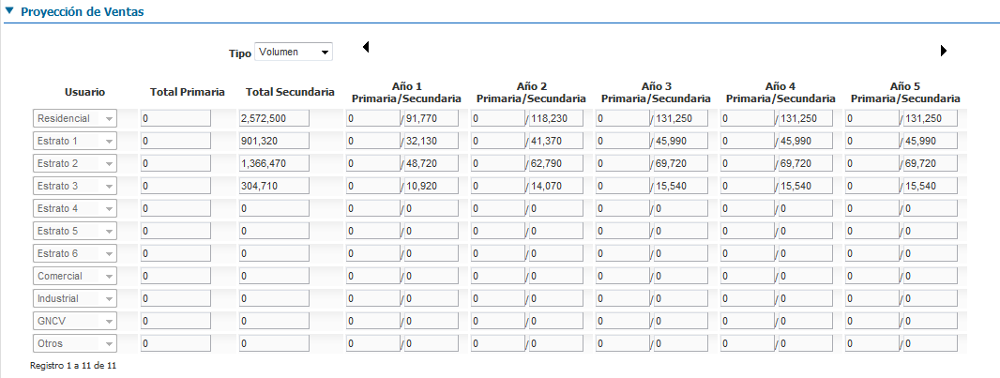 Proyección de Ventas
Tipo Volumen
Usuario Total Primaria Total Secundaria Año 1 Primaria/Secundaria Año 2 Primaria/Secundaria Año 3 Primaria/Secundaria Año 4 Primaria/Secundaria Año 5 Primaria/Secundaria
Residencial 0 2,572,500 0 / 91,770 0 / 118,230 0 / 131,250 0 / 131,250 0 / 131,250
Estrato 1 0 901,320 0 / 32,130 0 / 41,370 0 / 45,990 0 / 45,990 0 / 45,990
Estrato 2 0 1,366,470 0 / 48,720 0 / 62,790 0 / 69,720 0 / 69,720 0 / 69,720
Estrato 3 0 304,710 0 / 10,920 0 / 14,070 0 / 15,540 0 / 15,540 0 / 15,540
Estrato 4 0 0 0 / 0 0 / 0 0 / 0 0 / 0 0 / 0
Estrato 5 0 0 0 / 0 0 / 0 0 / 0 0 / 0 0 / 0
Estrato 6 0 0 0 / 0 0 / 0 0 / 0 0 / 0 0 / 0
Comercial 0 0 0 / 0 0 / 0 0 / 0 0 / 0 0 / 0
Industrial 0 0 0 / 0 0 / 0 0 / 0 0 / 0 0 / 0
GNCV 0 0 0 / 0 0 / 0 0 / 0 0 / 0 0 / 0
Otros 0 0 0 / 0 0 / 0 0 / 0 0 / 0 0 / 0
Registro 1 a 11 de 11